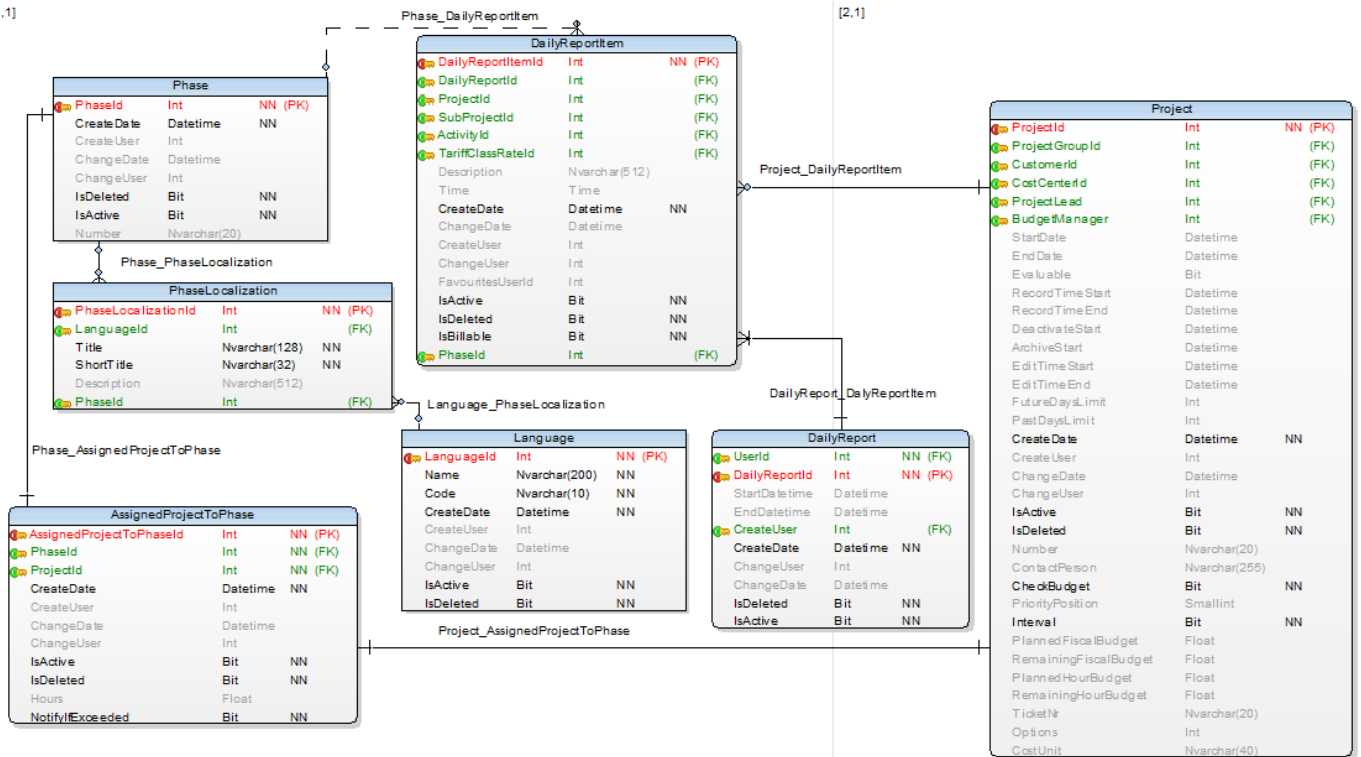 ,1]
Phase_DailyReportItem
[2,1]
DailyReportItem
DailyReportItemId Int NN (PK)
DailyReportId Int (FK)
ProjectId Int (FK)
SubProjectId Int (FK)
ActivityId Int (FK)
TariffClassRateId Int (FK)
Description Nvarchar(512)
Time Time
CreateDate Datetime NN
ChangeDate Datetime
CreateUser Int
ChangeUser Int
FavouritesUserId Int
IsActive Bit NN
IsDeleted Bit NN
IsBillable Bit NN
PhaseId Int (FK)
Phase
PhaseId Int NN (PK)
CreateDate Datetime NN
CreateUser Int
ChangeDate Datetime
ChangeUser Int
IsDeleted Bit NN
IsActive Bit NN
Number Nvarchar(20)
Phase_PhaseLocalization
PhaseLocalization
PhaseLocalizationId Int NN (PK)
LanguageId Int (FK)
Title Nvarchar(128) NN
ShortTitle Nvarchar(32) NN
Description Nvarchar(512)
PhaseId Int (FK)
Language_PhaseLocalization
Phase_AssignedProjectToPhase
Language
LanguageId Int NN (PK)
Name Nvarchar(200) NN
Code Nvarchar(10) NN
CreateDate Datetime NN
CreateUser Int
ChangeDate Datetime
ChangeUser Int
IsActive Bit NN
IsDeleted Bit NN
AssignedProjectToPhase
AssignedProjectToPhaseId Int NN (PK)
PhaseId Int NN (FK)
ProjectId Int NN (FK)
CreateDate Datetime NN
CreateUser Int
ChangeDate Datetime
ChangeUser Int
IsActive Bit NN
IsDeleted Bit NN
Hours Float
NotifyIfExceeded Bit NN
Project_AssignedProjectToPhase
Project_DailyReportItem
DailyReport_DalyReportItem
DailyReport
UserId Int NN (FK)
DailyReportId Int NN (PK)
StartDatetime Datetime
EndDatetime Datetime
CreateUser Int (FK)
CreateDate Datetime NN
ChangeUser Int
ChangeDate Datetime
IsDeleted Bit NN
IsActive Bit NN
Project
ProjectId Int NN (PK)
ProjectGroupId Int (FK)
CustomerId Int (FK)
CostCenterId Int (FK)
ProjectLead Int (FK)
BudgetManager Int (FK)
StartDate Datetime
EndDate Datetime
Evaluable Bit
RecordTimeStart Datetime
RecordTimeEnd Datetime
DeactivateStart Datetime
ArchiveStart Datetime
EditTimeStart Datetime
EditTimeEnd Datetime
FutureDaysLimit Int
PastDaysLimit Int
CreateDate Datetime NN
CreateUser Int
ChangeDate Datetime
ChangeUser Int
IsActive Bit NN
IsDeleted Bit NN
Number Nvarchar(20)
ContactPerson Nvarchar(255)
CheckBudget Bit NN
PriorityPosition Smallint
Interval Bit NN
PlannedFiscalBudget Float
RemainingFiscalBudget Float
PlannedHourBudget Float
RemainingHourBudget Float
TicketNr Nvarchar(20)
Options Int
CostUnit Nvarchar(40)